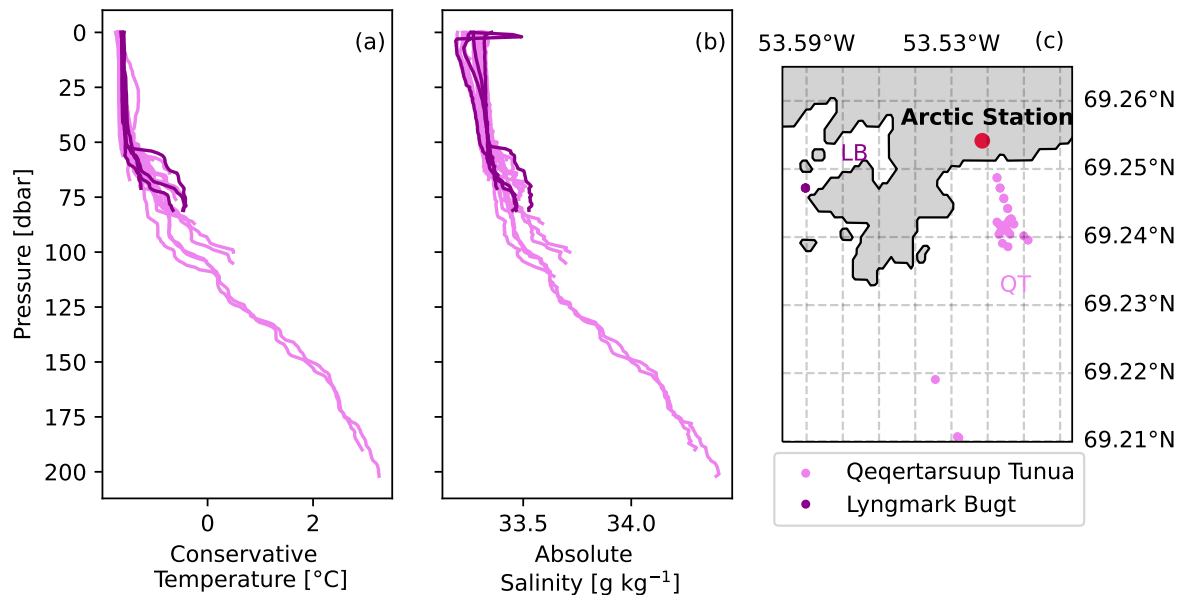 0
25
50
75
100
125
150
175
200
Pressure [dbar]
(a)
0
2
Conservative
Temperature [°C]
(b)
33.5
34.0
Absolute
Salinity [g kg⁻¹]
53.59°W
53.53°W
(c)
69.26°N
69.25°N
69.24°N
69.23°N
69.22°N
69.21°N
Arctic Station
LB
QT
Qeqertarsuup Tunua
Lyngmark Bugt